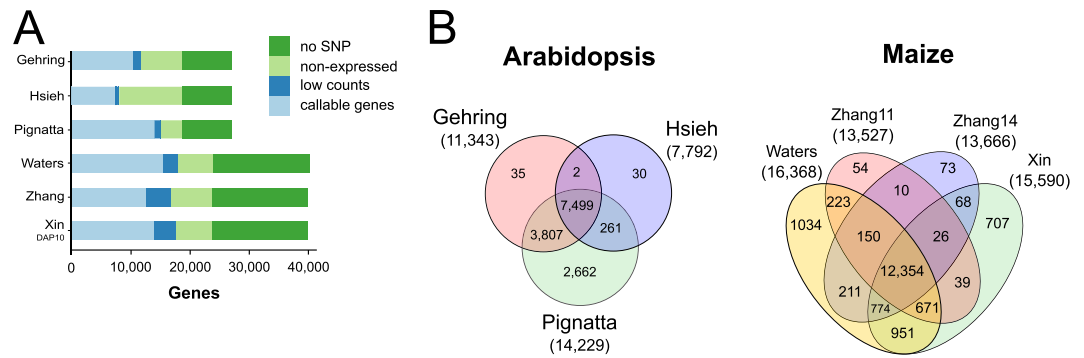 A
Gehring
Hsieh
Pignatta
Waters
Zhang
Xin
DAP10
0
10,000
20,000
30,000
40,000
Genes
no SNP
non-expressed
low counts
callable genes
B
Arabidopsis
Gehring
(11,343)
Hsieh
(7,792)
35
2
30
7,499
3,807
261
2,662
Pignatta
(14,229)
Maize
Zhang11
(13,527)
Zhang14
(13,666)
Waters
(16,368)
Xin
(15,590)
54
73
10
223
68
1034
707
150
26
12,354
211
39
774
671
951